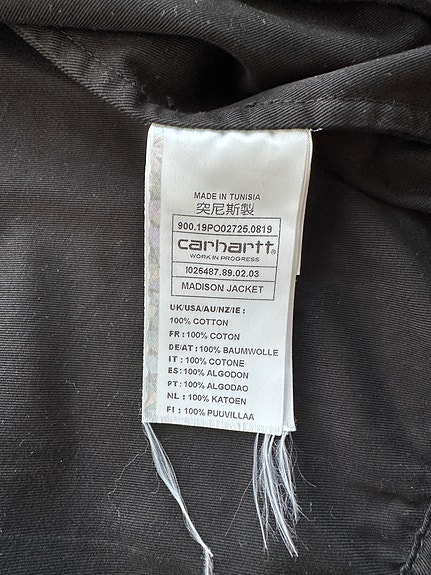 MADE IN TUNISIA
突尼斯製
900.19PO02725.0819
carhartt®
WORK IN PROGRESS
I026487.89.02.03
MADISON JACKET
UK/USA/AU/NZ/IE :
100% COTTON
FR : 100% COTON
DE/AT : 100% BAUMWOLLE
IT : 100% COTONE
ES: 100% ALGODON
PT: 100% ALGODAO
NL : 100% KATOEN
FI : 100% PUUVILLAA